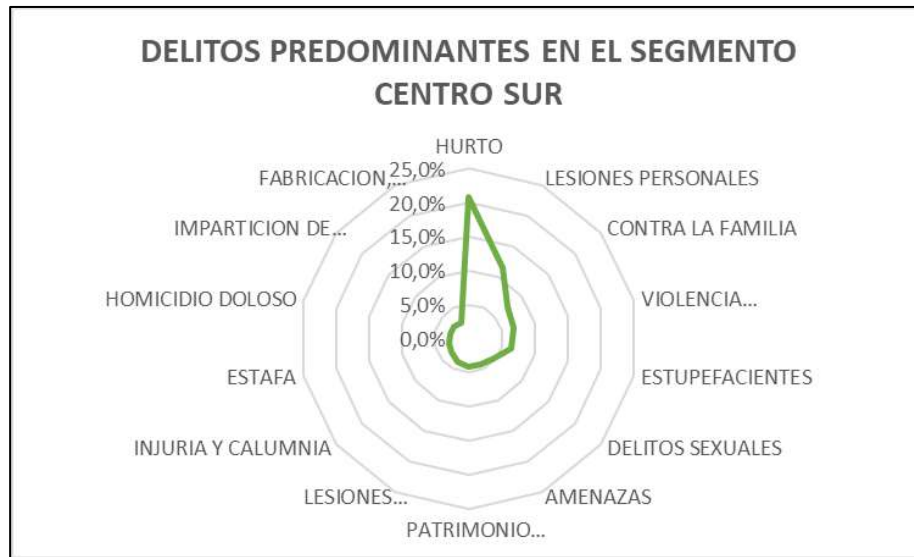 DELITOS PREDOMINANTES EN EL SEGMENTO
CENTRO SUR
HURTO
LESIONES PERSONALES
CONTRA LA FAMILIA
VIOLENCIA...
ESTUPEFACIENTES
DELITOS SEXUALES
AMENAZAS
PATRIMONIO...
LESIONES...
INJURIA Y CALUMNIA
ESTAFA
HOMICIDIO DOLOSO
IMPARTICION DE...
FABRICACION,...
25,0%
20,0%
15,0%
10,0%
5,0%
0,0%